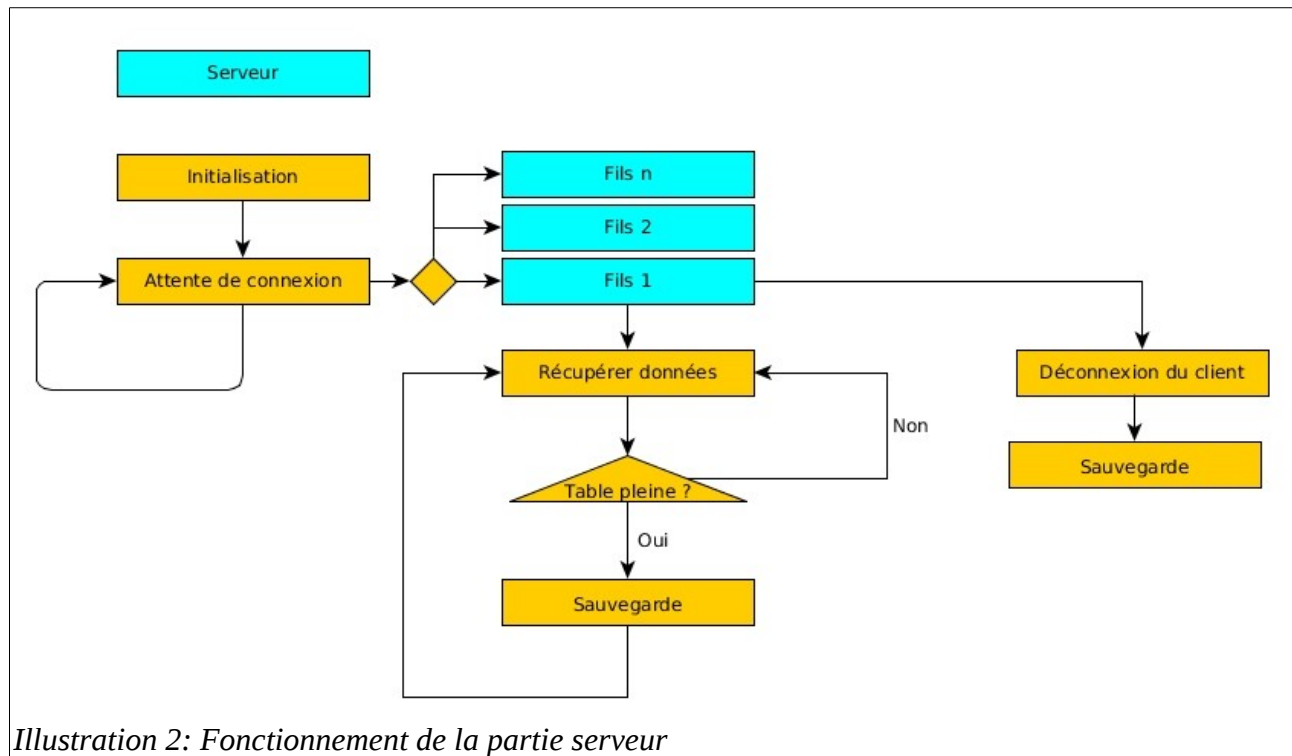 Serveur
Initialisation
Fils n
Fils 2
Attente de connexion
Fils 1
Récupérer données
Déconnexion du client
Non
Sauvegarde
Table pleine ?
Oui
Sauvegarde
Illustration 2: Fonctionnement de la partie serveur